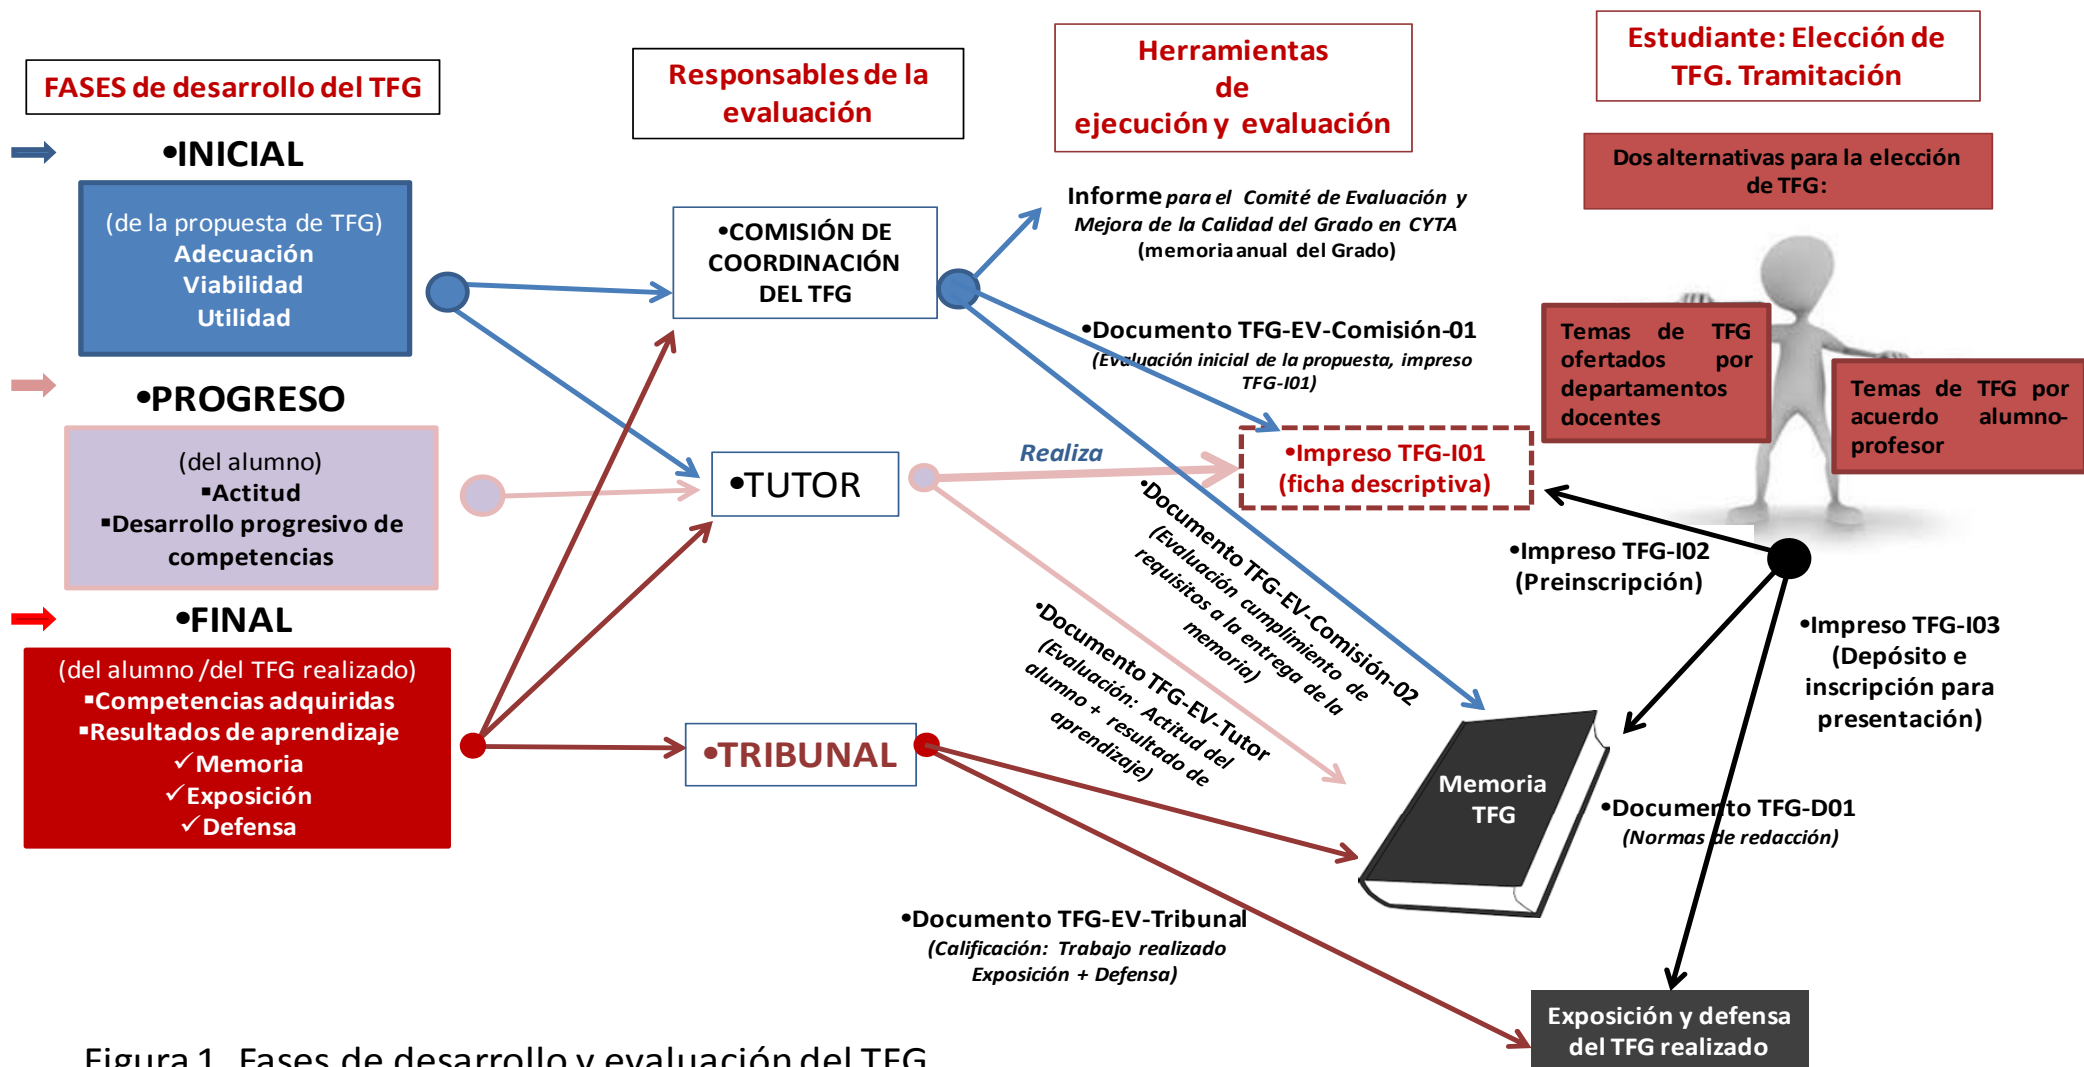 FASES de desarrollo del TFG
•INICIAL
(de la propuesta de TFG)
Adecuación
Viabilidad
Utilidad
•PROGRESO
(del alumno)
▪Actitud
▪Desarrollo progresivo de
competencias
•FINAL
(del alumno /del TFG realizado)
▪Competencias adquiridas
▪Resultados de aprendizaje
✓Memoria
✓Exposición
✓Defensa
Responsables de la
evaluación
•COMISIÓN DE
COORDINACIÓN
DEL TFG
•TUTOR
•TRIBUNAL
Herramientas
de
ejecución y evaluación
Informe para el Comité de Evaluación y
Mejora de la Calidad del Grado en CYTA
(memoria anual del Grado)
•Documento TFG-EV-Comisión-01
(Evaluación inicial de la propuesta, impreso
TFG-I01)
Realiza
•Impreso TFG-I01
(ficha descriptiva)
•Documento TFG-EV-Comisión-02
(Evaluación cumplimiento de
requisitos a la entrega de la
memoria)
•Documento TFG-EV-Tutor
(Evaluación: Actitud del
alumno + resultado de
aprendizaje)
•Documento TFG-EV-Tribunal
(Calificación: Trabajo realizado
Exposición + Defensa)
Estudiante: Elección de
TFG. Tramitación
Dos alternativas para la elección
de TFG:
Temas de TFG
ofertados por
departamentos
docentes
Temas de TFG por
acuerdo alumno-
profesor
•Impreso TFG-I02
(Preinscripción)
•Impreso TFG-I03
(Depósito e
inscripción para
presentación)
Memoria
TFG
•Documento TFG-D01
(Normas de redacción)
Exposición y defensa
del TFG realizado
Figura 1. Fases de desarrollo y evaluación del TFG